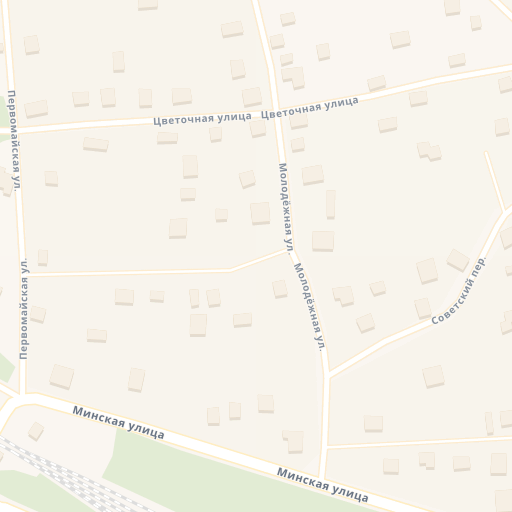 Цветочная улица
Цветочная улица
Первомайская ул.
Молодёжная ул.
Первомайская ул.
Молодёжная ул.
Советский пер.
Минская улица
Минская улица